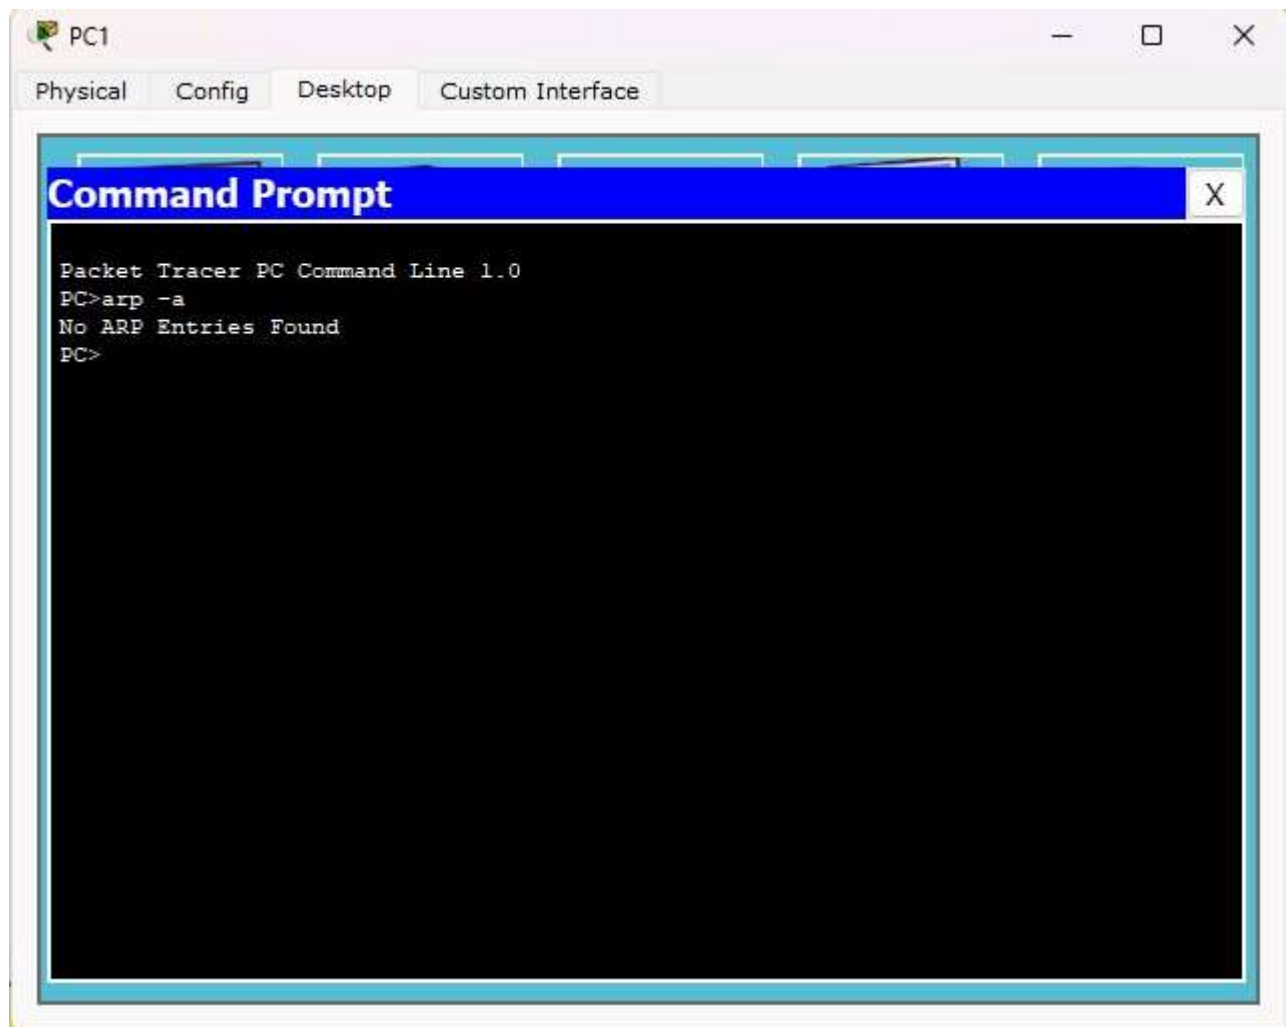 PC1
Physical Config Desktop Custom Interface
Command Prompt X
Packet Tracer PC Command Line 1.0
PC>arp -a
No ARP Entries Found
PC>